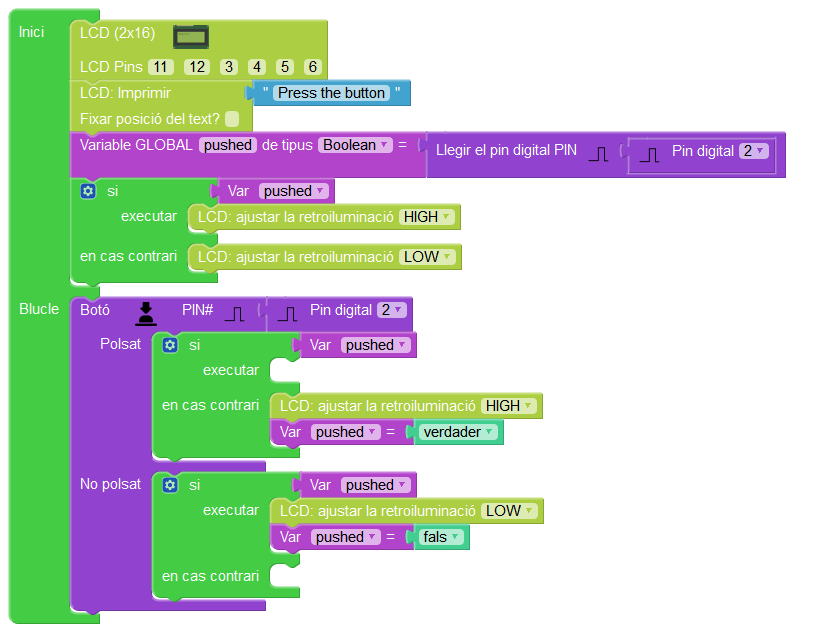 Inici
LCD (2x16)
LCD Pins 11 12 3 4 5 6
LCD: Imprimir " Press the button "
Fixar posició del text?
Variable GLOBAL pushed de tipus Boolean = Llegir el pin digital PIN Pin digital 2
si Var pushed
executar LCD: ajustar la retroiluminació HIGH
en cas contrari LCD: ajustar la retroiluminació LOW
Blucle Botó PIN# Pin digital 2
Polsat si Var pushed
executar
en cas contrari LCD: ajustar la retroiluminació HIGH
Var pushed = verdader
No polsat si Var pushed
executar LCD: ajustar la retroiluminació LOW
Var pushed = fals
en cas contrari